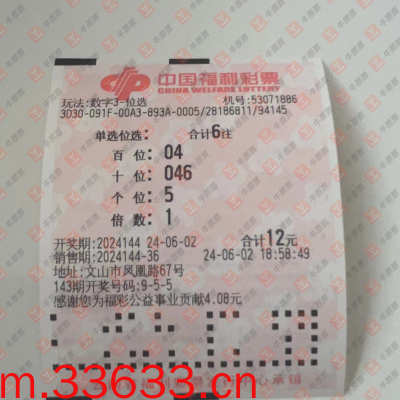 中国福利彩票
CHINA WELFARE LOTTERY
玩法:数字3-位选 机号:53071886
3030-091F-00A3-893A-0005/28186811/94145
单选位选: 合计6注
百位:04
十位:046
个位:5
倍数:1
开奖期:2024144 24-06-02 合计12元
销售期:2024144-36 24-06-02 18:58:49
地址:文山市凤凰路67号
143期开奖号码:9-5-5
感谢您为福彩公益事业贡献4.08元
m.33633.cn